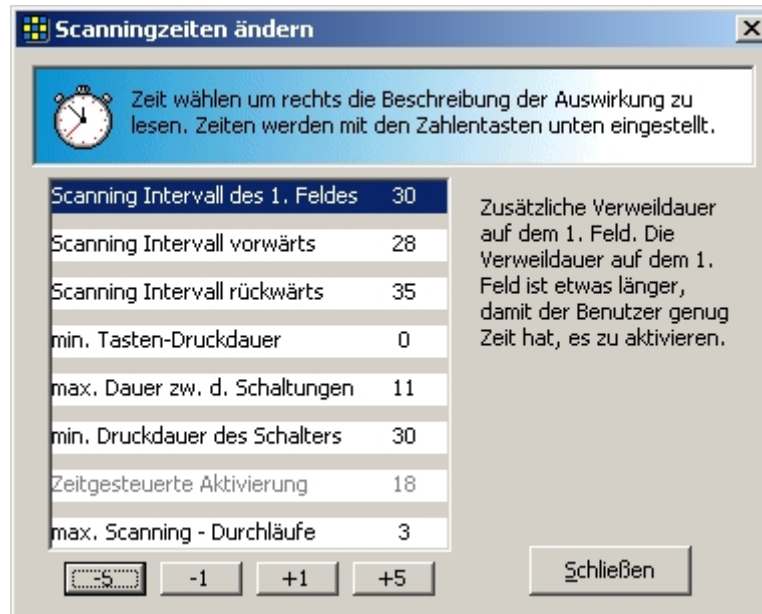 Scanningzeiten ändern
Zeit wählen um rechts die Beschreibung der Auswirkung zu
lesen. Zeiten werden mit den Zahlentasten unten eingestellt.
Scanning Intervall des 1. Feldes 30
Scanning Intervall vorwärts 28
Scanning Intervall rückwärts 35
min. Tasten-Druckdauer 0
max. Dauer zw. d. Schaltungen 11
min. Druckdauer des Schalters 30
Zeitgesteuerte Aktivierung 18
max. Scanning - Durchläufe 3
Zusätzliche Verweildauer
auf dem 1. Feld. Die
Verweildauer auf dem 1.
Feld ist etwas länger,
damit der Benutzer genug
Zeit hat, es zu aktivieren.
-5 -1 +1 +5
Schließen